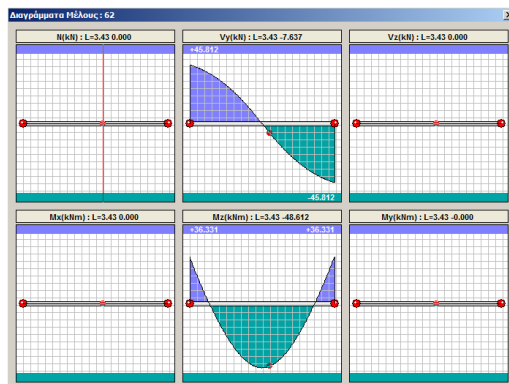 Διαγράμματα Μέλους : 62
N(kN) : L=3.43 0.000
Vy(kN) : L=3.43 -7.637
Vz(kN) : L=3.43 0.000
+45.812
-45.812
Mx(kNm) : L=3.43 0.000
Mz(kNm) : L=3.43 -48.612
My(kNm) : L=3.43 -0.000
+36.331 +36.331